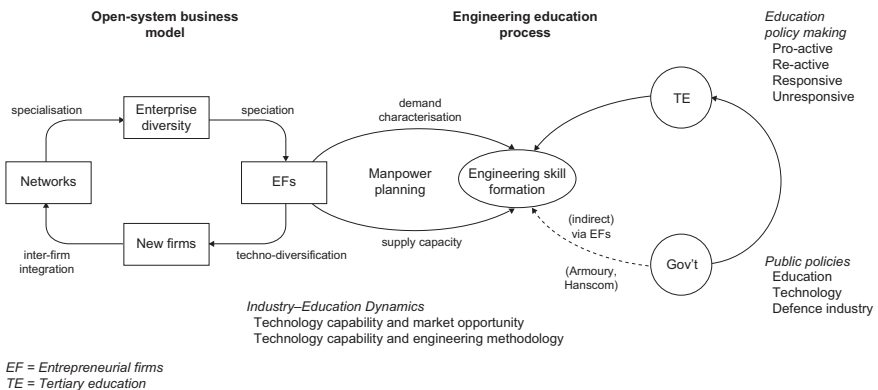 Open-system business
model
Engineering education
process
Education
policy making
Pro-active
Re-active
Responsive
Unresponsive
specialisation
Enterprise
diversity
speciation
demand
characterisation
TE
Networks
EFs
Manpower
planning
Engineering skill
formation
New firms
inter-firm
integration
techno-diversification
supply capacity
(indirect)
via EFs
(Armoury,
Hanscom)
Gov't
Public policies
Education
Technology
Defence industry
Industry–Education Dynamics
Technology capability and market opportunity
Technology capability and engineering methodology
EF = Entrepreneurial firms
TE = Tertiary education